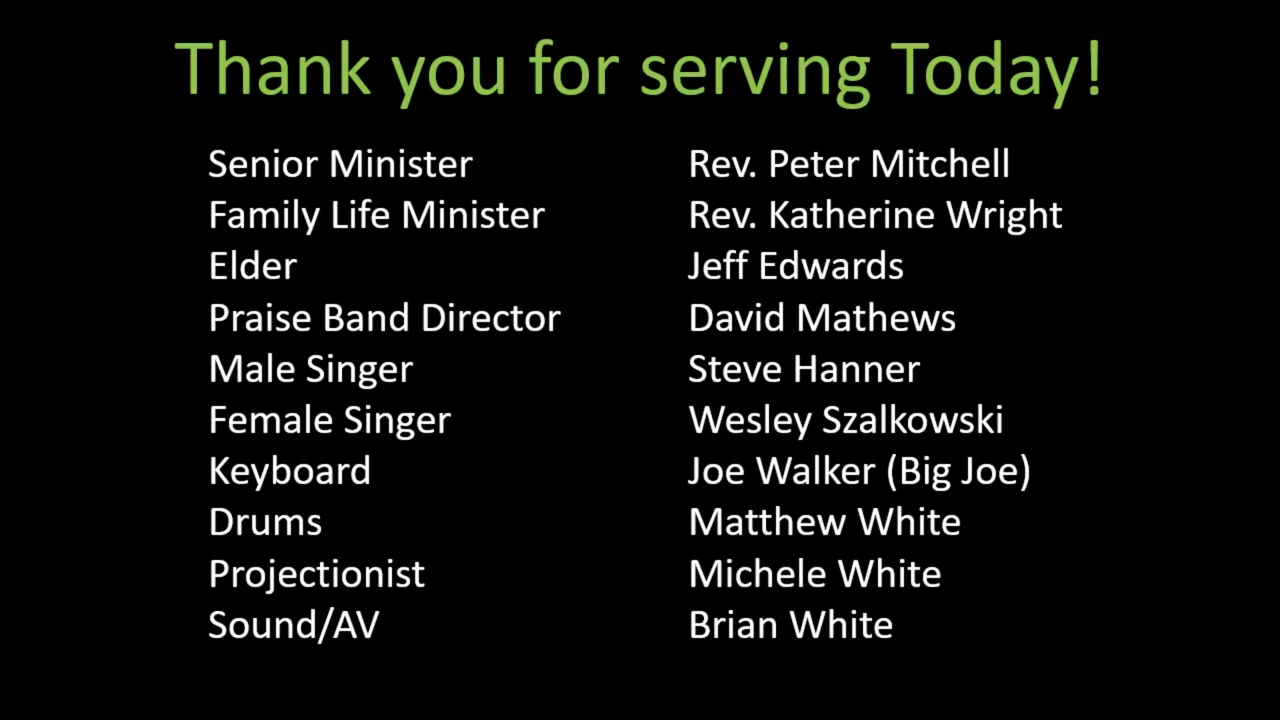 Thank you for serving Today!
Senior Minister Rev. Peter Mitchell
Family Life Minister Rev. Katherine Wright
Elder Jeff Edwards
Praise Band Director David Mathews
Male Singer Steve Hanner
Female Singer Wesley Szalkowski
Keyboard Joe Walker (Big Joe)
Drums Matthew White
Projectionist Michele White
Sound/AV Brian White